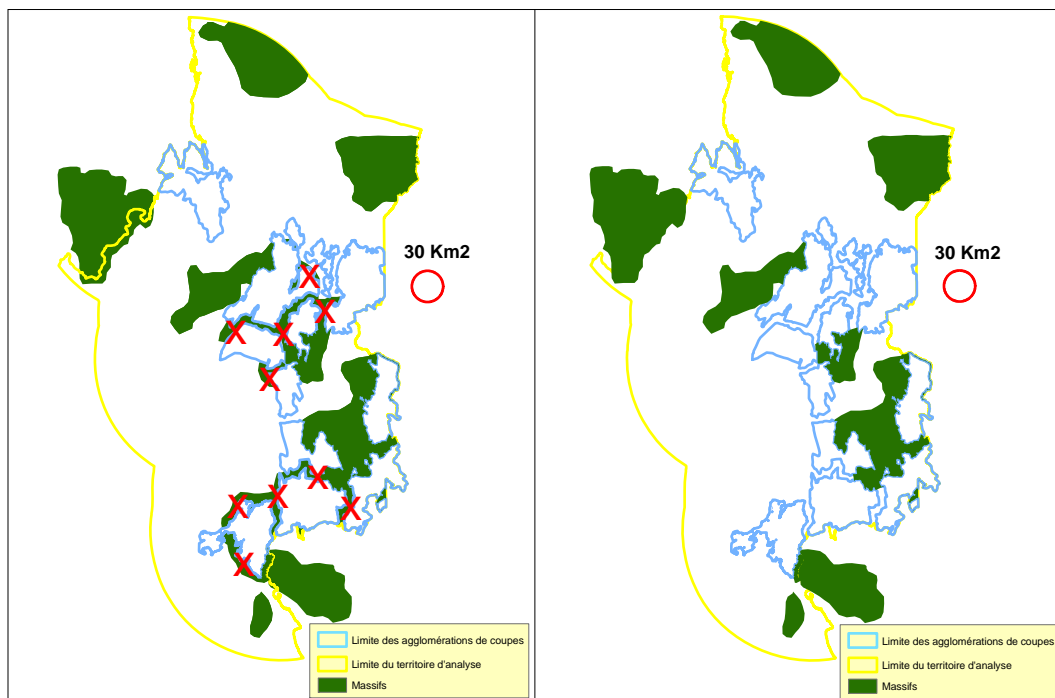 30 Km2
X
X
X
X
X
X
X
X
X
X
Limite des agglomérations de coupes
Limite du territoire d'analyse
Massifs
30 Km2
Limite des agglomérations de coupes
Limite du territoire d'analyse
Massifs